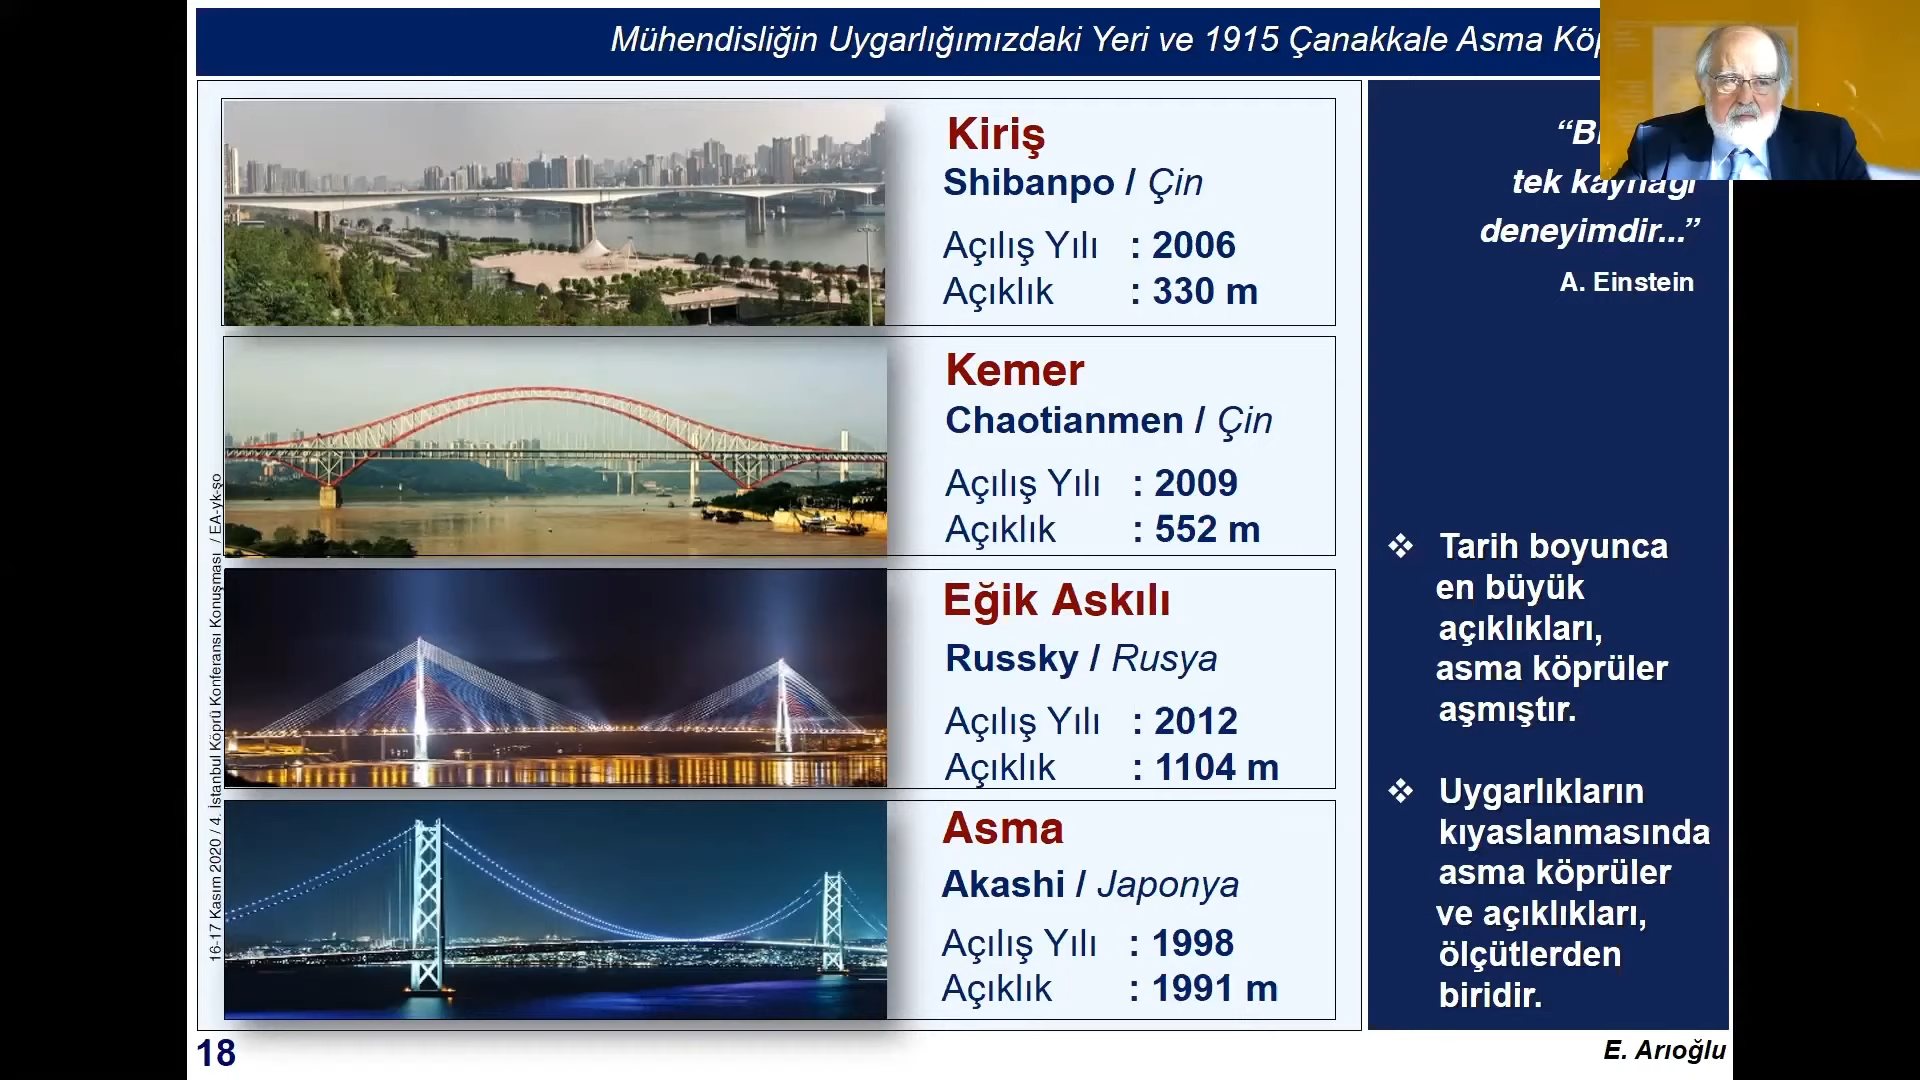 Mühendisliğin Uygarlığımızdaki Yeri ve 1915 Çanakkale Asma
Kiriş
Shibanpo / Çin
Açılış Yılı : 2006
Açıklık : 330 m
Kemer
Chaotianmen / Çin
Açılış Yılı : 2009
Açıklık : 552 m
Eğik Askılı
Russky / Rusya
Açılış Yılı : 2012
Açıklık : 1104 m
Asma
Akashi / Japonya
Açılış Yılı : 1998
Açıklık : 1991 m
tek kaynağı
deneyimdir...”
A. Einstein
❖ Tarih boyunca
en büyük
açıklıkları,
asma köprüler
aşmıştır.
❖ Uygarlıkların
kıyaslanmasında
asma köprüler
ve açıklıkları,
ölçütlerden
biridir.
16-17 Kasım 2020 / 4. İstanbul Köprü Konferansı Konuşması / EA-yk-şo
18
E. Arıoğlu